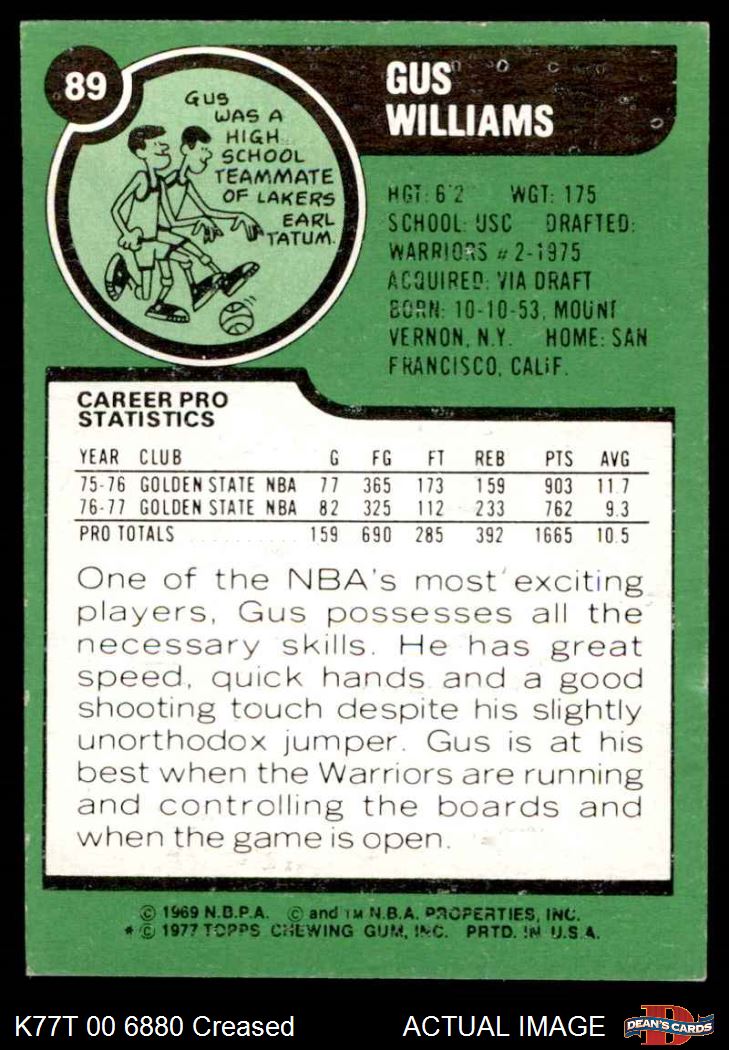 89
GUS
WAS A
HIGH
SCHOOL
TEAMMATE
OF LAKERS
EARL
TATUM.
GUS
WILLIAMS
HGT: 6'2 WGT: 175
SCHOOL: USC DRAFTED:
WARRIORS #2-1975
ACQUIRED: VIA DRAFT
BORN: 10-10-53, MOUNT
VERNON, N.Y. HOME: SAN
FRANCISCO, CALIF.
CAREER PRO
STATISTICS
YEAR CLUB G FG FT REB PTS AVG
75-76 GOLDEN STATE NBA 77 365 173 159 903 11.7
76-77 GOLDEN STATE NBA 82 325 112 233 762 9.3
PRO TOTALS 159 690 285 392 1665 10.5
One of the NBA's most exciting
players, Gus possesses all the
necessary skills. He has great
speed, quick hands and a good
shooting touch despite his slightly
unorthodox jumper. Gus is at his
best when the Warriors are running
and controlling the boards and
when the game is open.
© 1969 N.B.P.A. © and TM N.B.A. PROPERTIES, INC.
* © 1977 TOPPS CHEWING GUM, INC. PRTD. IN U.S.A.
K77T 00 6880 Creased ACTUAL IMAGE
D
DEAN'S CARDS